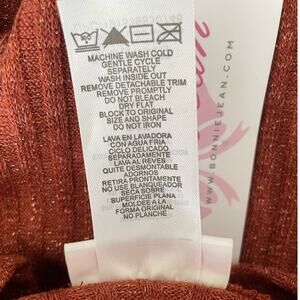 MACHINE WASH COLD
GENTLE CYCLE
SEPARATELY
WASH INSIDE OUT
REMOVE DETACHABLE TRIM
REMOVE PROMPTLY
DO NOT BLEACH
DRY FLAT
BLOCK TO ORIGINAL
SIZE AND SHAPE
DO NOT IRON
LAVA EN LAVADORA
CON AGUA FRIA
CICLO DELICADO
SEPARADAMENTE
LAVA AL REVES
QUITE DESMONTABLE
ADORNOS
RETIRA PRONTAMENTE
NO USE BLANQUEADOR
SECA SOBRE
SUPERFICIE PLANA
MOLDEE A LA
FORMA ORIGINAL
NO PLANCHE
WWW.BONNIEJEAN.COM